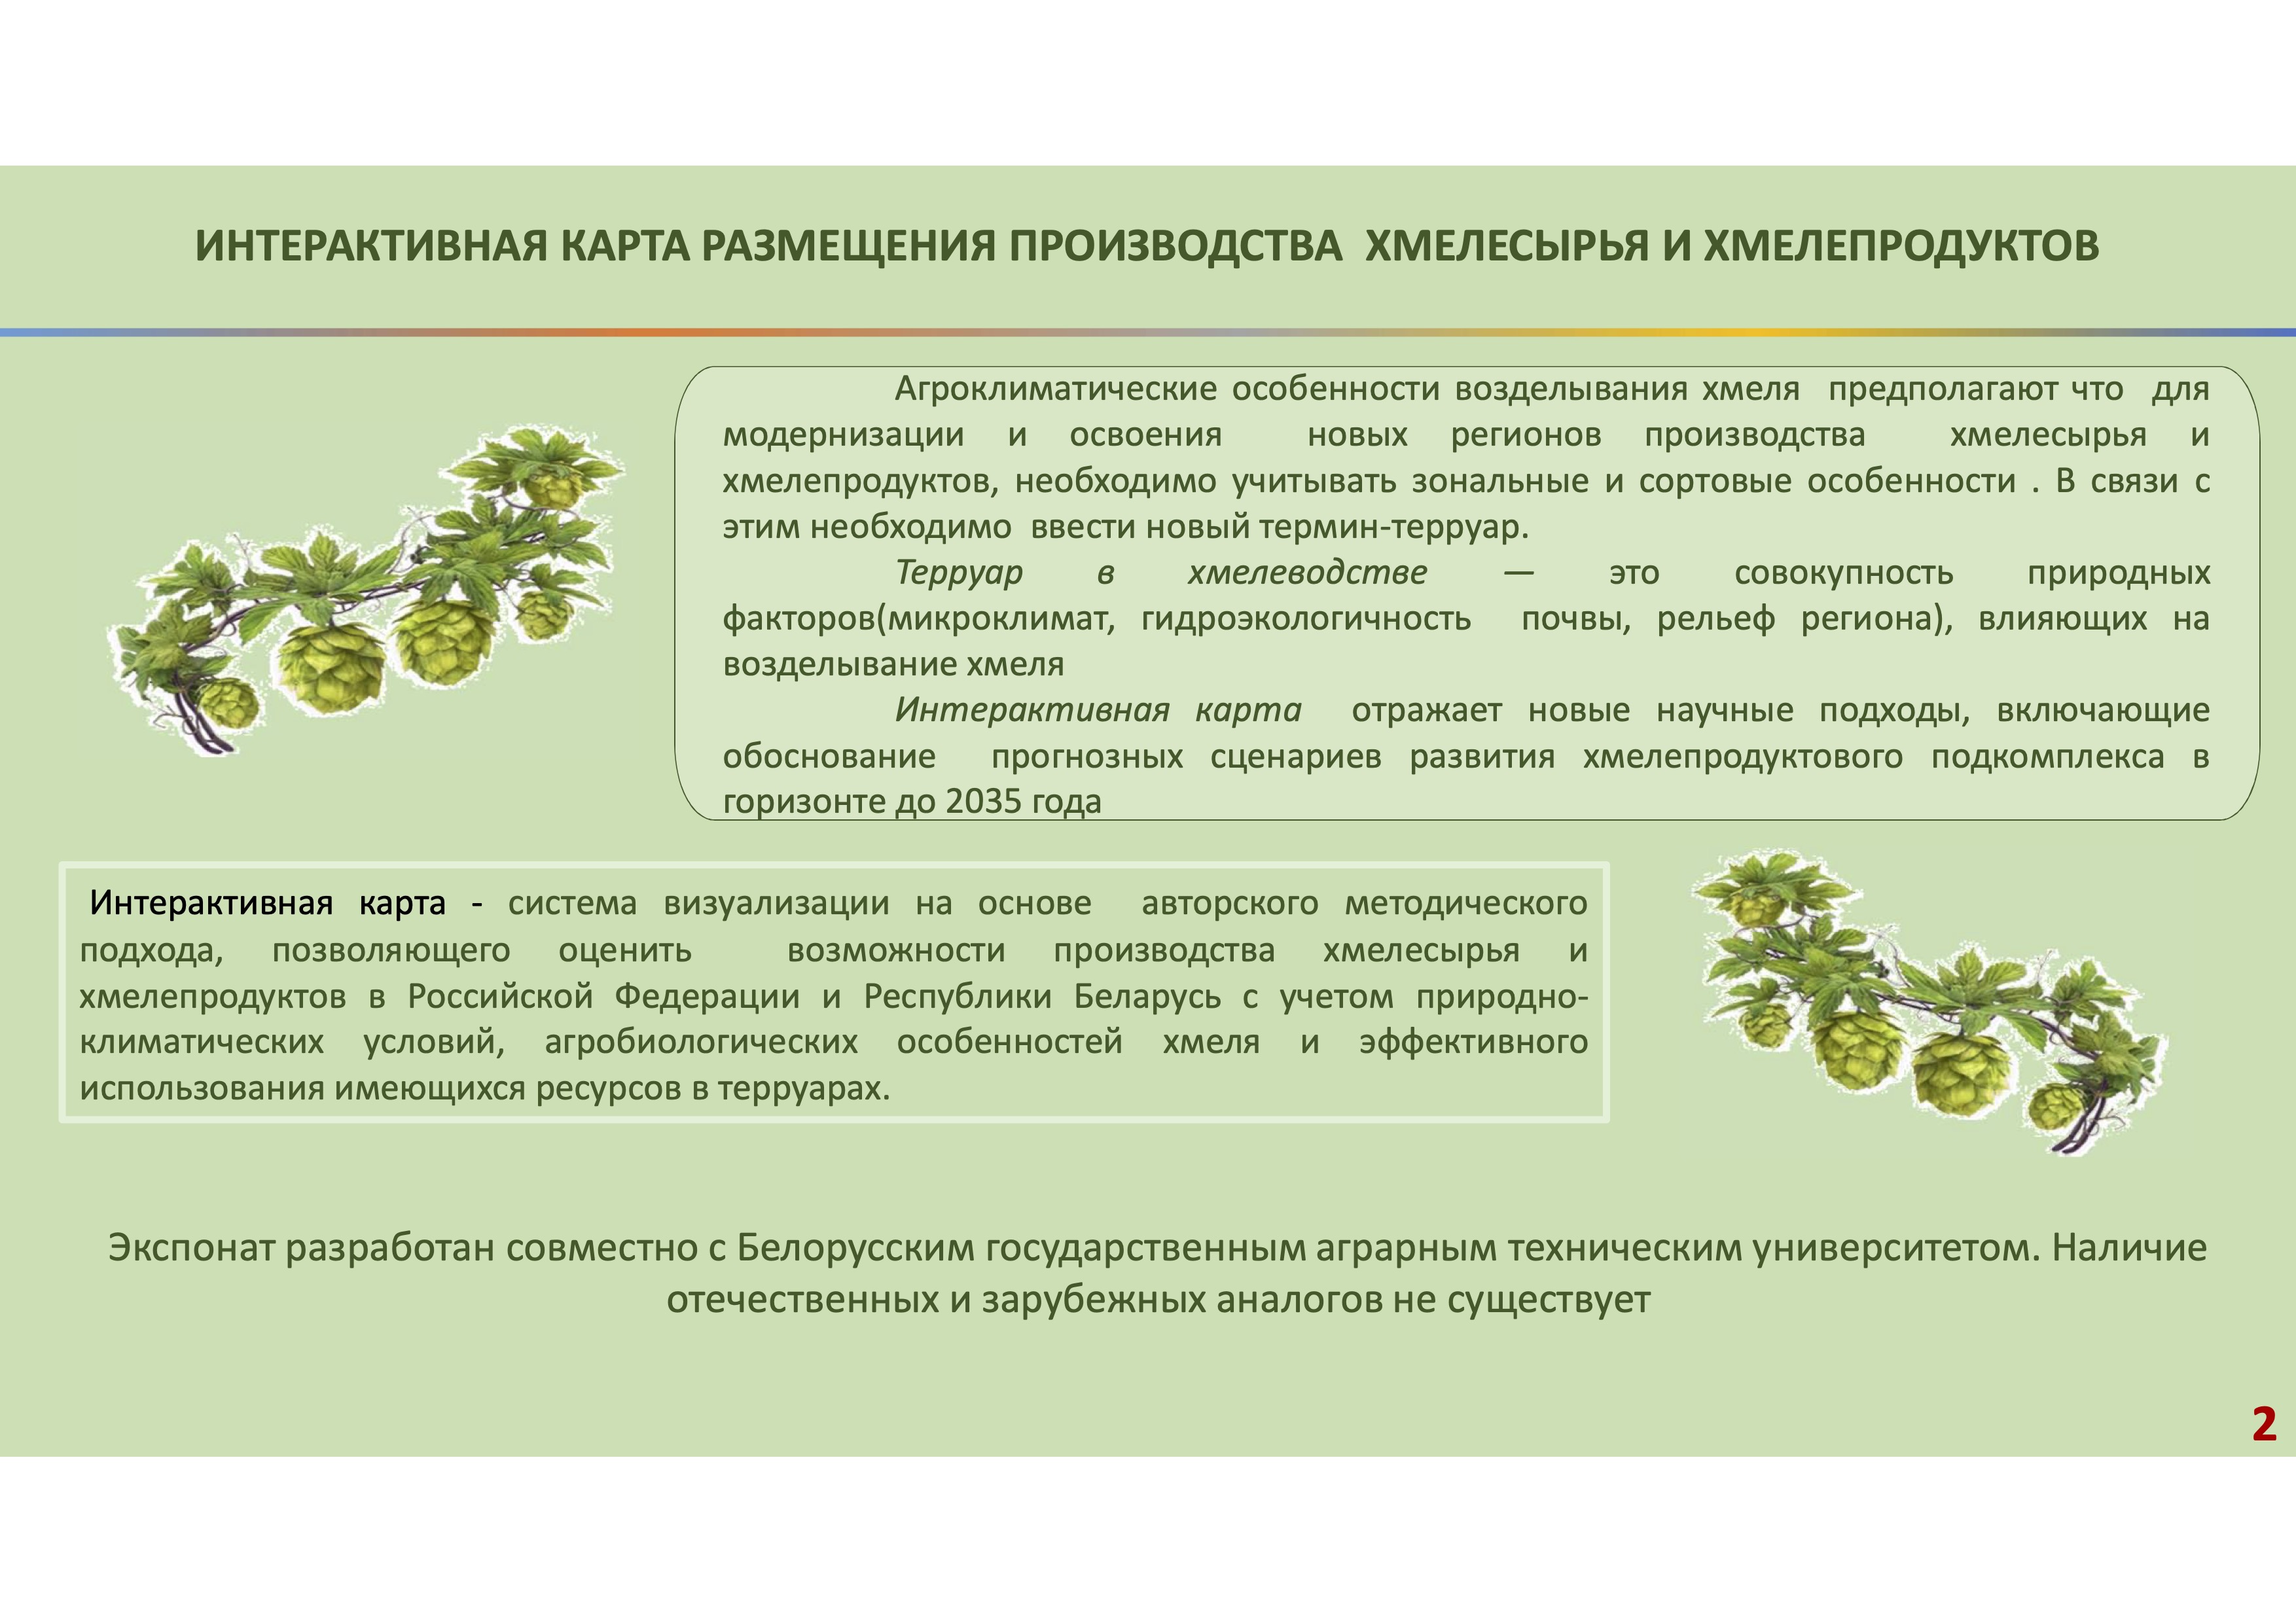 ИНТЕРАКТИВНАЯ КАРТА РАЗМЕЩЕНИЯ ПРОИЗВОДСТВА ХМЕЛЕСЫРЬЯ И ХМЕЛЕПРОДУКТОВ
Агроклиматические особенности возделывания хмеля предполагают что для
модернизации и освоения новых регионов производства хмелесырья и
хмелепродуктов, необходимо учитывать зональные и сортовые особенности . В связи с
этим необходимо ввести новый термин-терруар.
Терруар в хмелеводстве — это совокупность природных
факторов(микроклимат, гидроэкологичность почвы, рельеф региона), влияющих на
возделывание хмеля
Интерактивная карта отражает новые научные подходы, включающие
обоснование прогнозных сценариев развития хмелепродуктового подкомплекса в
горизонте до 2035 года
Интерактивная карта - система визуализации на основе авторского методического
подхода, позволяющего оценить возможности производства хмелесырья и
хмелепродуктов в Российской Федерации и Республики Беларусь с учетом природно-
климатических условий, агробиологических особенностей хмеля и эффективного
использования имеющихся ресурсов в терруарах.
Экспонат разработан совместно с Белорусским государственным аграрным техническим университетом. Наличие
отечественных и зарубежных аналогов не существует
2